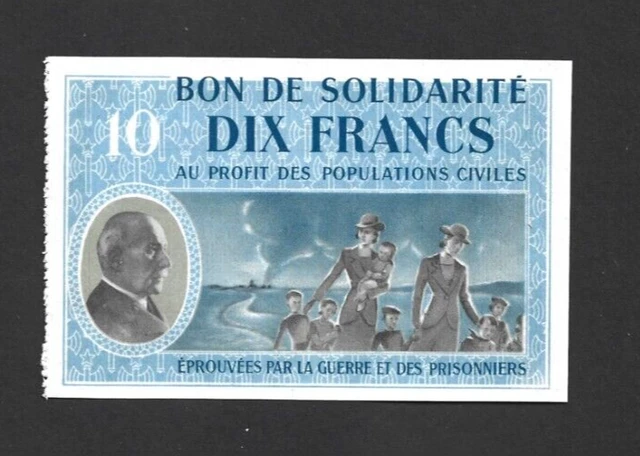 BON DE SOLIDARITÉ
10 DIX FRANCS
AU PROFIT DES POPULATIONS CIVILES
ÉPROUVÉES PAR LA GUERRE ET DES PRISONNIERS